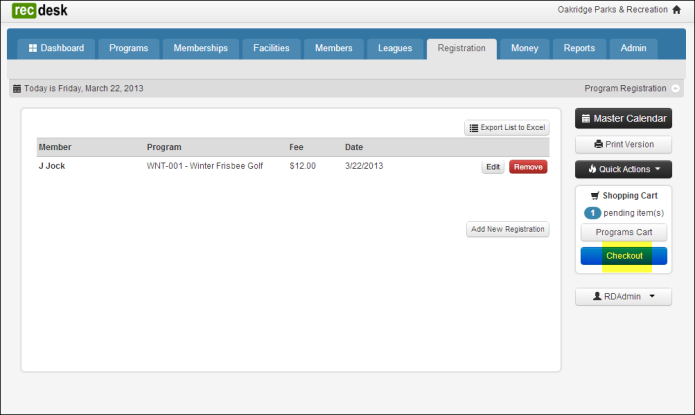 recdesk
Oakridge Parks & Recreation
Dashboard Programs Memberships Facilities Members Leagues Registration Money Reports Admin
Today is Friday, March 22, 2013
Program Registration
Export List to Excel
Member Program Fee Date
J Jock WNT-001 - Winter Frisbee Golf $12.00 3/22/2013 Edit Remove
Add New Registration
Master Calendar
Print Version
Quick Actions
Shopping Cart
1 pending item(s)
Programs Cart
Checkout
RDAdmin